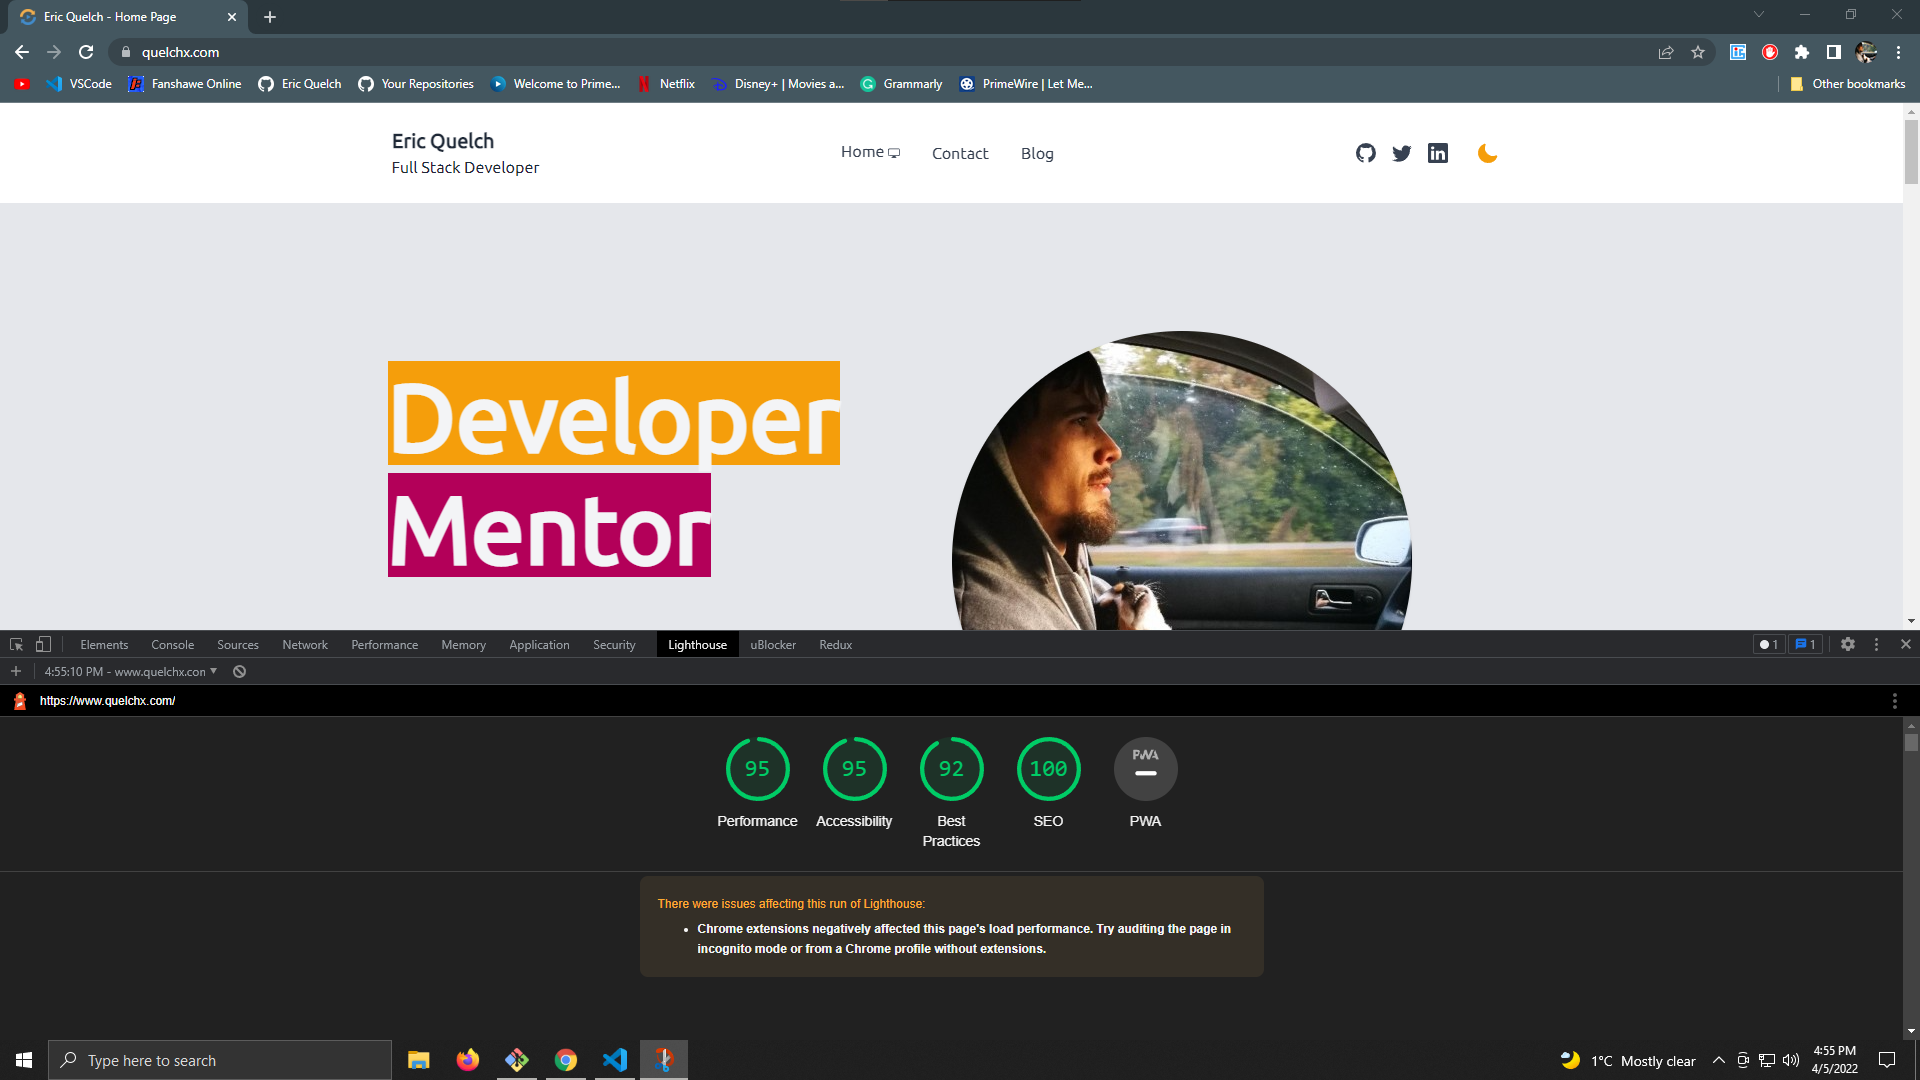 Eric Quelch - Home Page
quelchx.com
VSCode Fanshawe Online Eric Quelch Your Repositories Welcome to Prime... Netflix Disney+ | Movies a... Grammarly PrimeWire | Let Me... Other bookmarks
Eric Quelch
Full Stack Developer
Home Contact Blog
Developer
Mentor
Elements Console Sources Network Performance Memory Application Security Lighthouse uBlocker Redux 1 1
4:55:10 PM - www.quelchx.con
https://www.quelchx.com/
95 95 92 100 PWA
Performance Accessibility Best Practices SEO PWA
There were issues affecting this run of Lighthouse:
• Chrome extensions negatively affected this page's load performance. Try auditing the page in
incognito mode or from a Chrome profile without extensions.
Type here to search
1°C Mostly clear
4:55 PM
4/5/2022